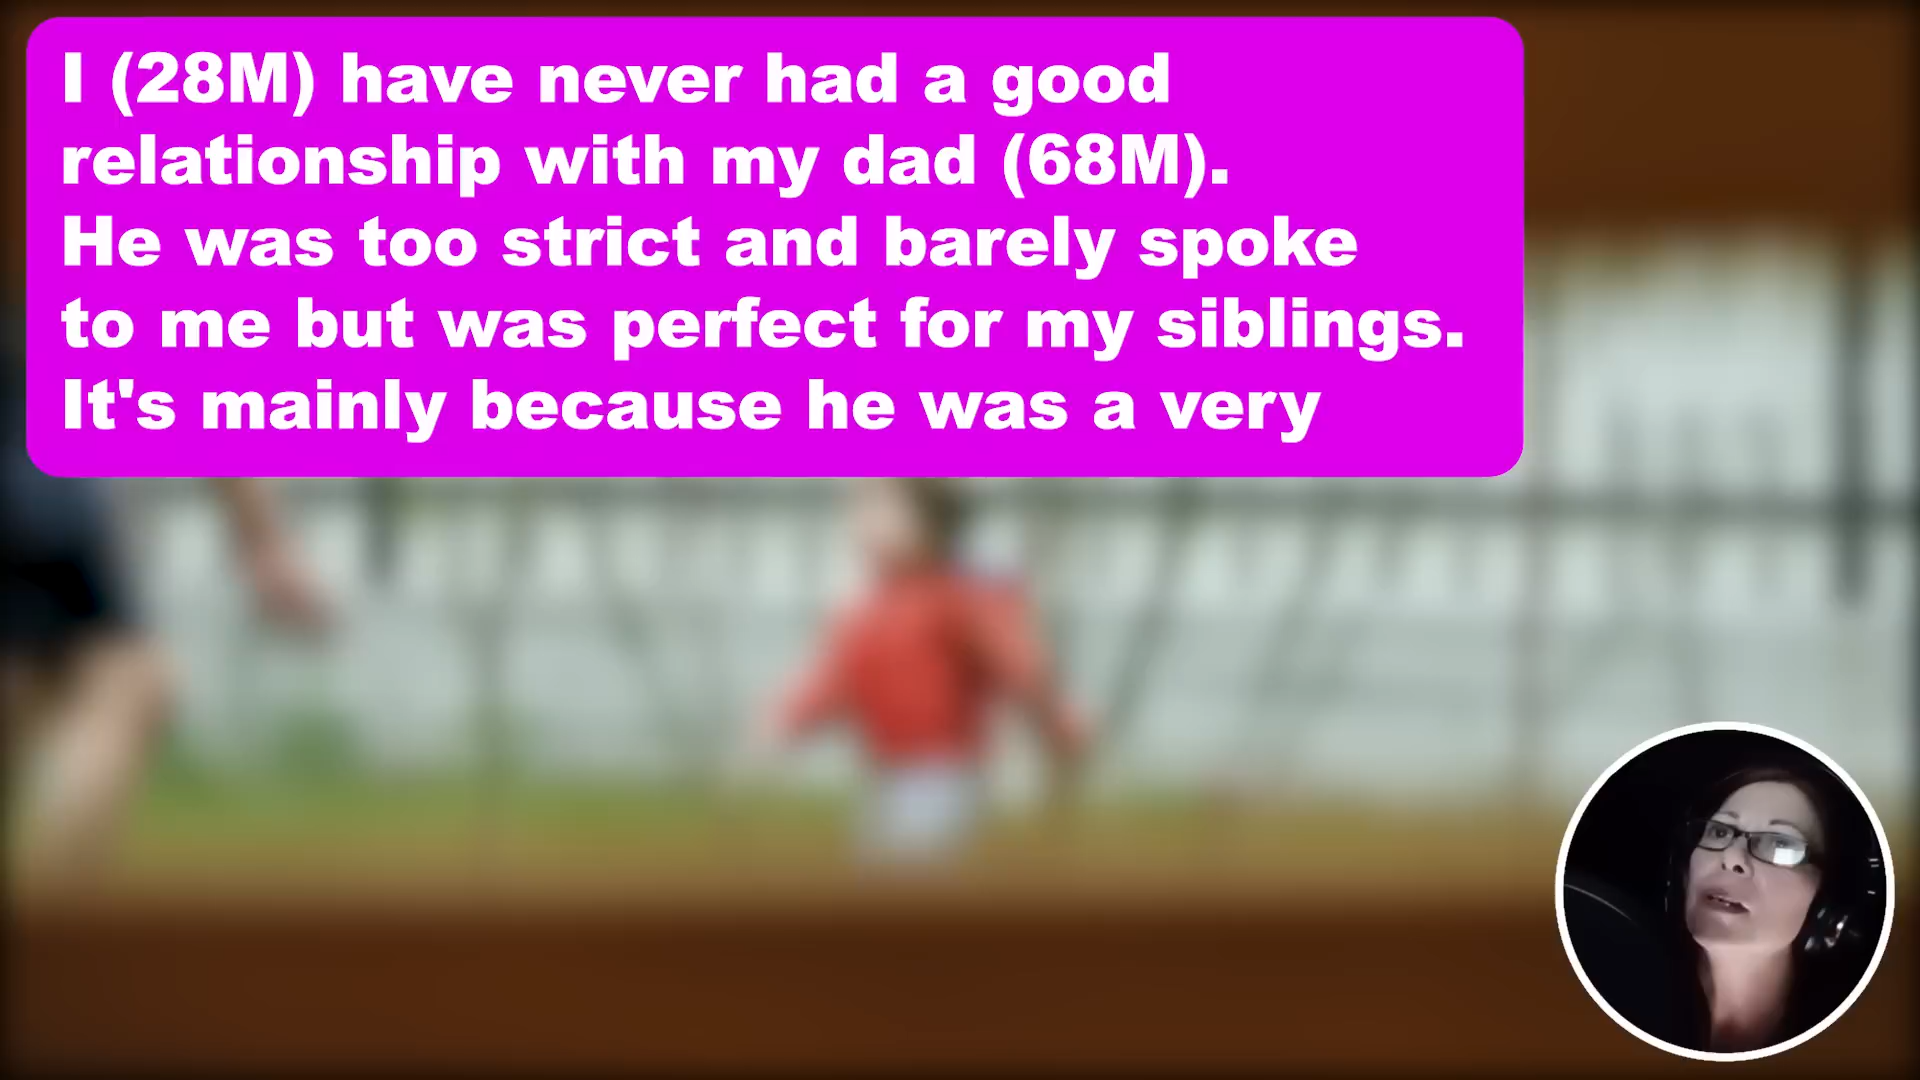 I (28M) have never had a good
relationship with my dad (68M).
He was too strict and barely spoke
to me but was perfect for my siblings.
It's mainly because he was a very